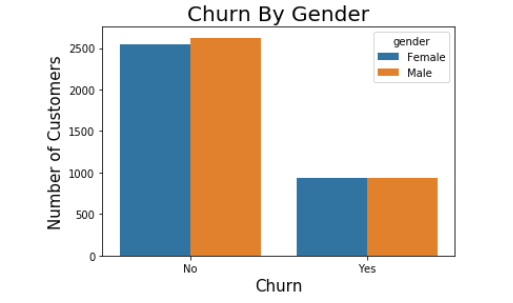 Churn By Gender
gender
Female
Male
Number of Customers
2500
2000
1500
1000
500
0
No
Yes
Churn